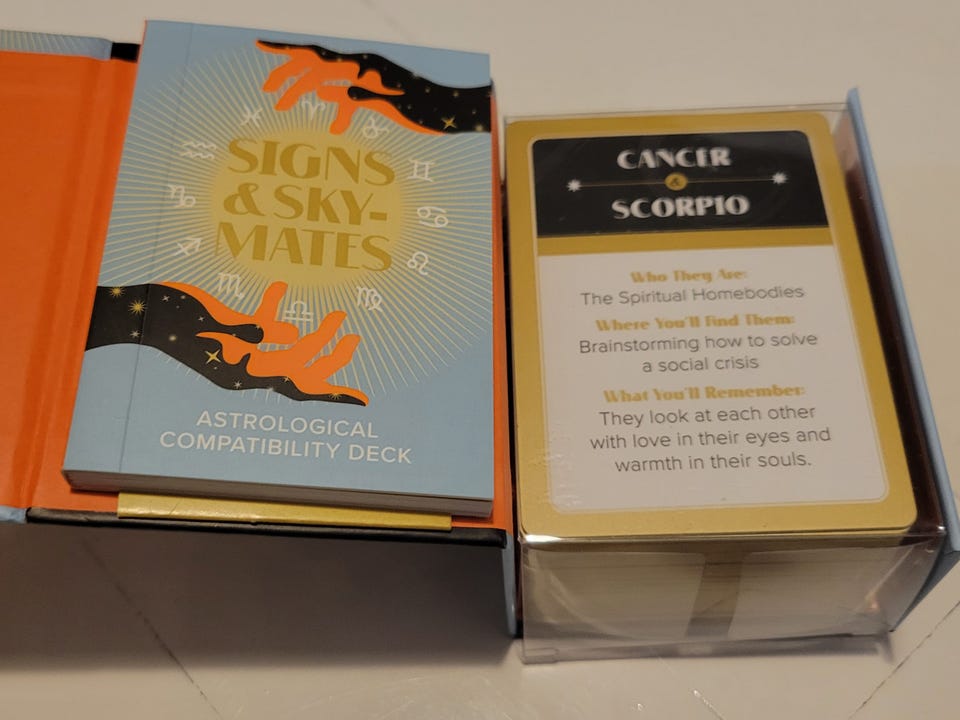 SIGNS
& SKY-
MATES
ASTROLOGICAL
COMPATIBILITY DECK
CANCER
&
SCORPIO
Who They Are:
The Spiritual Homebodies
Where You'll Find Them:
Brainstorming how to solve
a social crisis
What You'll Remember:
They look at each other
with love in their eyes and
warmth in their souls.